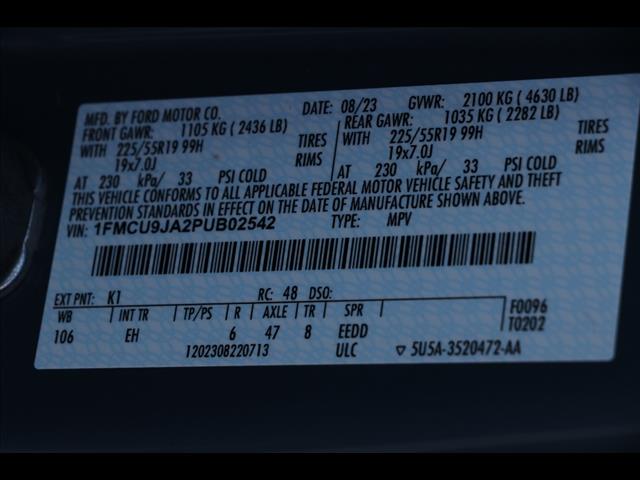 MFD. BY FORD MOTOR CO. DATE: 08/23 GVWR: 2100 KG ( 4630 LB)
FRONT GAWR: 1105 KG ( 2436 LB) REAR GAWR: 1035 KG ( 2282 LB)
WITH 225/55R19 99H TIRES WITH 225/55R19 99H TIRES
19x7.0J RIMS 19x7.0J RIMS
AT 230 kPa/ 33 PSI COLD AT 230 kPa/ 33 PSI COLD
THIS VEHICLE CONFORMS TO ALL APPLICABLE FEDERAL MOTOR VEHICLE SAFETY AND THEFT
PREVENTION STANDARDS IN EFFECT ON THE DATE OF MANUFACTURE SHOWN ABOVE.
VIN: 1FMCU9JA2PUB02542 TYPE: MPV
EXT PNT: K1 RC: 48 DSO:
WB INT TR TP/PS R AXLE TR SPR F0096
106 EH 6 47 8 EEDD T0202
1202308220713 ULC ▽ 5U5A-3520472-AA